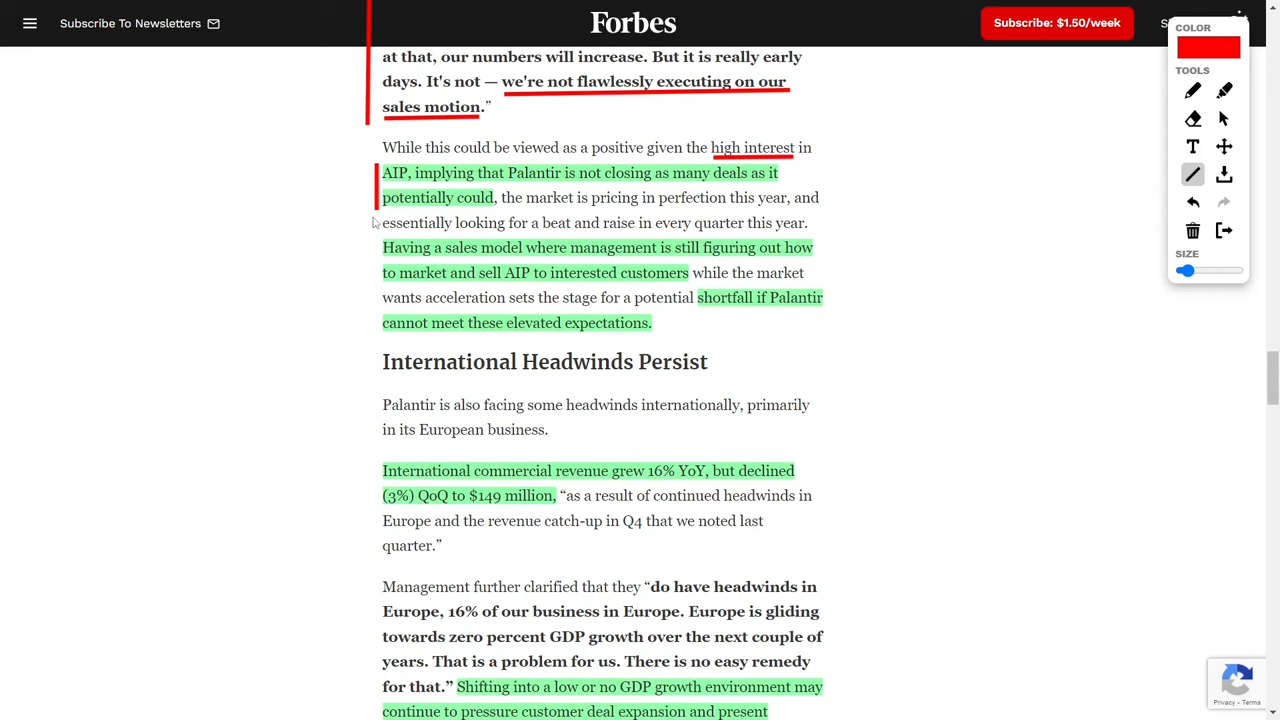 Subscribe To Newsletters
Forbes
Subscribe: $1.50/week
COLOR
TOOLS
T
SIZE
at that, our numbers will increase. But it is really early
days. It's not — we're not flawlessly executing on our
sales motion.”
While this could be viewed as a positive given the high interest in
AIP, implying that Palantir is not closing as many deals as it
potentially could, the market is pricing in perfection this year, and
essentially looking for a beat and raise in every quarter this year.
Having a sales model where management is still figuring out how
to market and sell AIP to interested customers while the market
wants acceleration sets the stage for a potential shortfall if Palantir
cannot meet these elevated expectations.
International Headwinds Persist
Palantir is also facing some headwinds internationally, primarily
in its European business.
International commercial revenue grew 16% YoY, but declined
(3%) QoQ to $149 million, “as a result of continued headwinds in
Europe and the revenue catch-up in Q4 that we noted last
quarter.”
Management further clarified that they “do have headwinds in
Europe, 16% of our business in Europe. Europe is gliding
towards zero percent GDP growth over the next couple of
years. That is a problem for us. There is no easy remedy
for that.” Shifting into a low or no GDP growth environment may
continue to pressure customer deal expansion and present
Privacy - Terms